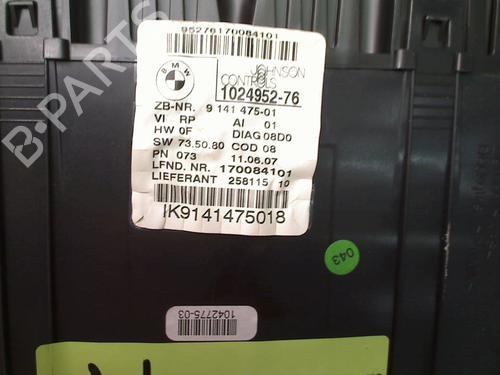 95276170084101
BMW
JOHNSON
CONTROLS
1024952-76
ZB-NR. 9 141 475-01
VI RP AI 01
HW 0F DIAG 08D0
SW 73.50.80 COD 08
PN 073 11.06.07
LFND. NR. 170084101
LIEFERANT 258115 10
IK9141475018
043
1042775-03
B-PARTS